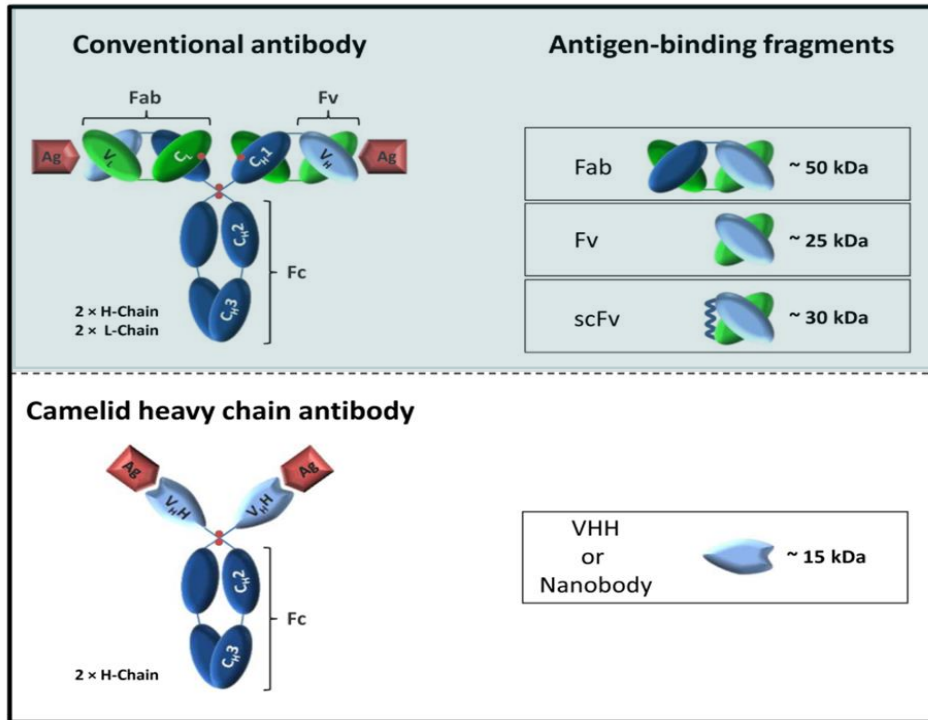 Conventional antibody
Antigen-binding fragments
Fab
Fv
Ag
VL
CL
CH1
VH
Ag
CH2
Fc
CH3
2 × H-Chain
2 × L-Chain
Fab
~ 50 kDa
Fv
~ 25 kDa
scFv
~ 30 kDa
Camelid heavy chain antibody
Ag
Ag
VHH
VHH
CH2
Fc
CH3
2 × H-Chain
VHH
or
Nanobody
~ 15 kDa